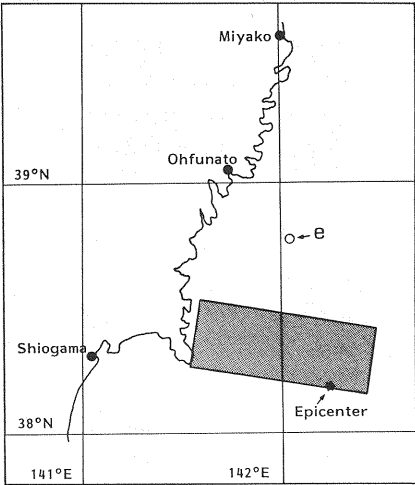 Miyako
Ohfunato
39°N
e
Shiogama
Epicenter
38°N
141°E
142°E